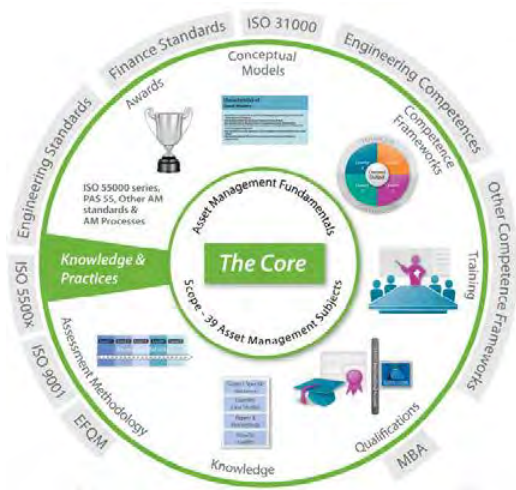 Finance Standards
ISO 31000
Engineering Competences
Other Competence Frameworks
MBA
EFQM
ISO 9001
ISO 5500x
Engineering Standards
Awards
Conceptual
Models
Competence
Frameworks
Training
Qualifications
Knowledge
Assessment Methodology
ISO 55000 series,
PAS 55, Other AM
standards &
AM Processes
Knowledge &
Practices
Asset Management Fundamentals
The Core
Scope - 39 Asset Management Subjects